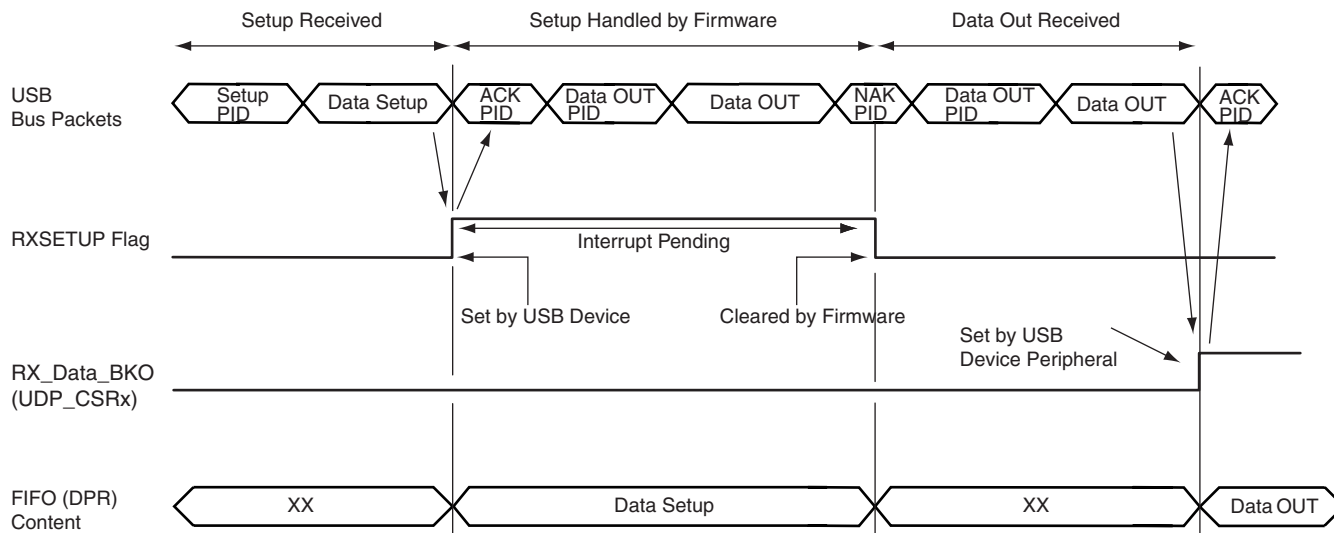 Setup Received
Setup Handled by Firmware
Data Out Received
USB
Bus Packets
Setup
PID
Data Setup
ACK
PID
Data OUT
PID
Data OUT
NAK
PID
Data OUT
PID
Data OUT
ACK
PID
RXSETUP Flag
Interrupt Pending
Set by USB Device
Cleared by Firmware
Set by USB
Device Peripheral
RX_Data_BKO
(UDP_CSRx)
FIFO (DPR)
Content
XX
Data Setup
XX
Data OUT